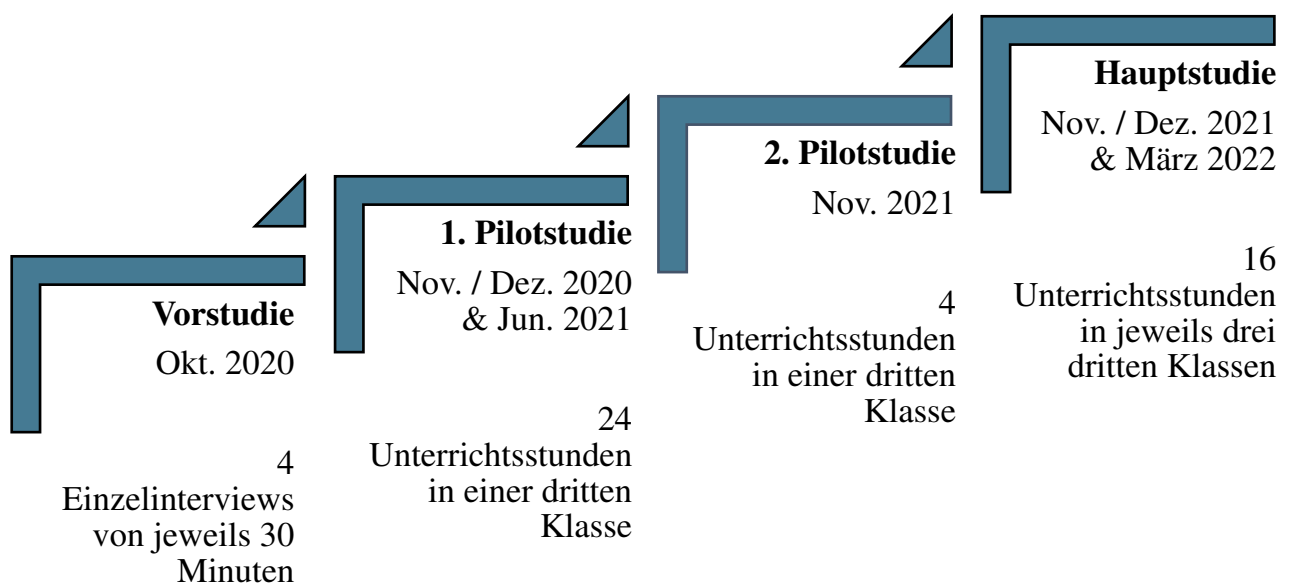 Vorstudie
Okt. 2020
4
Einzelinterviews
von jeweils 30
Minuten
1. Pilotstudie
Nov. / Dez. 2020
& Jun. 2021
24
Unterrichtsstunden
in einer dritten
Klasse
2. Pilotstudie
Nov. 2021
4
Unterrichtsstunden
in einer dritten
Klasse
Hauptstudie
Nov. / Dez. 2021
& März 2022
16
Unterrichtsstunden
in jeweils drei
dritten Klassen